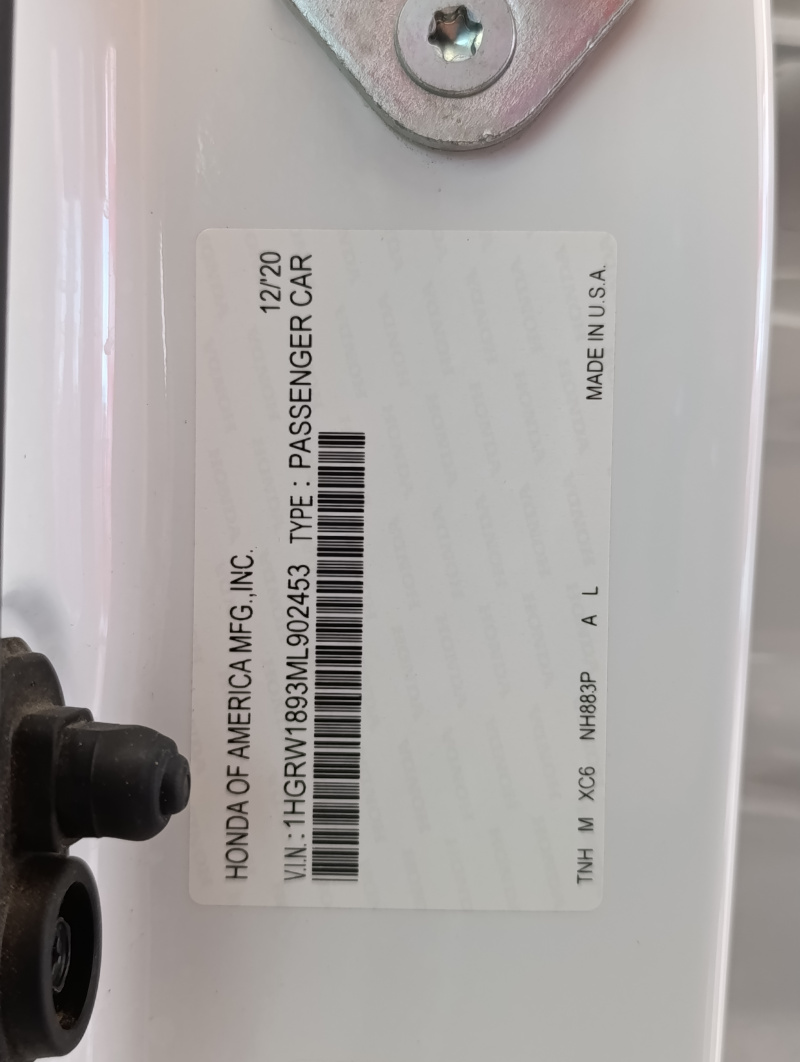 HONDA OF AMERICA MFG.,INC. 12/'20
V.I.N.: 1HGRW1893ML902453 TYPE : PASSENGER CAR
TNH M XC6 NH883P A L MADE IN U.S.A.